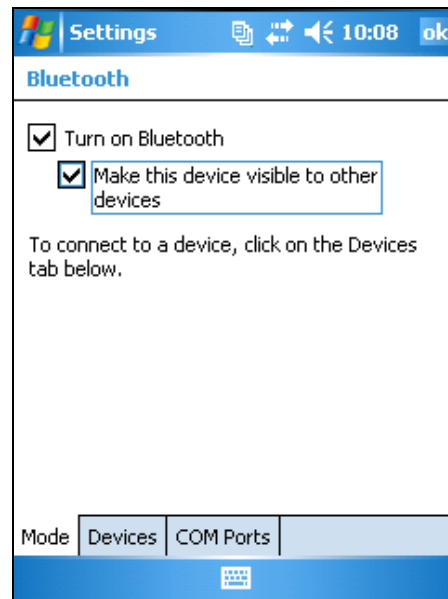 Settings 10:08 ok
Bluetooth
Turn on Bluetooth
Make this device visible to other
devices
To connect to a device, click on the Devices
tab below.
Mode Devices COM Ports